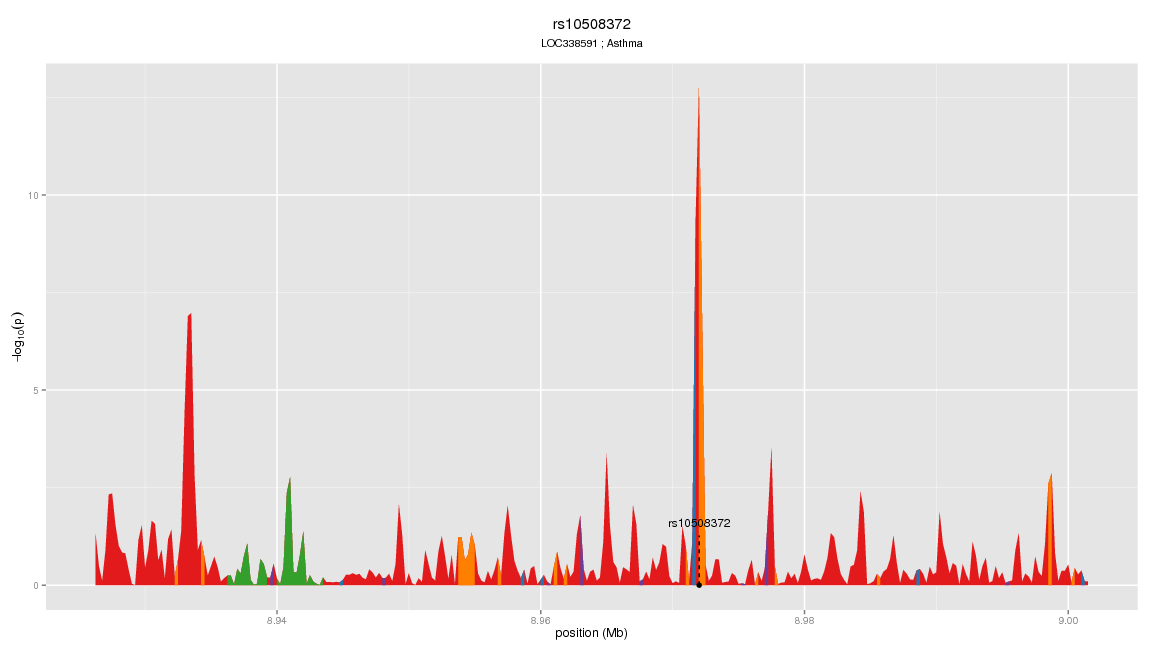 rs10508372
LOC338591 ; Asthma
−log10(p)
10
5
0
rs10508372
8.94
8.96
8.98
9.00
position (Mb)